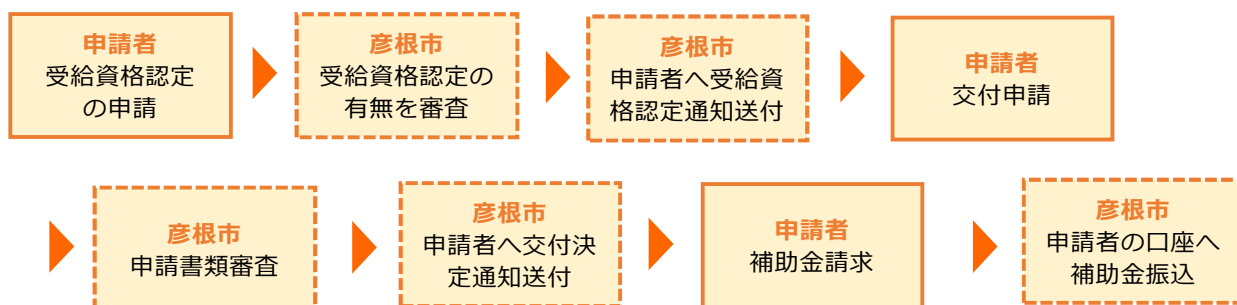 申請者
受給資格認定
の申請
彦根市
受給資格認定の
有無を審査
彦根市
申請者へ受給資
格認定通知送付
申請者
交付申請
彦根市
申請書類審査
彦根市
申請者へ交付決
定通知送付
申請者
補助金請求
彦根市
申請者の口座へ
補助金振込